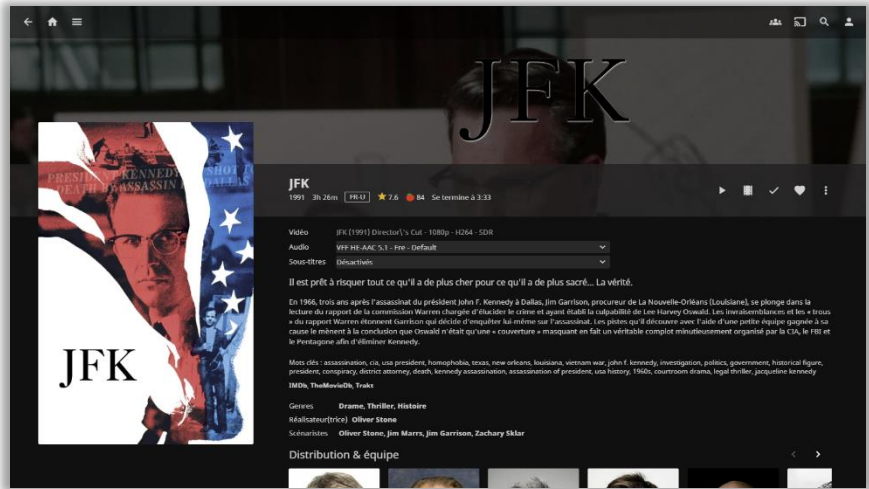 JFK
PRESIDENT KENNEDY SHOT TO
DEATH BY ASSASSIN DALLAS
JFK
JFK
1991 3h 26m FR-U 7.6 84 Se termine à 3:33
Vidéo JFK (1991) Director\'s Cut - 1080p - H264 - SDR
Audio VFF HE-AAC 5.1 - Fre - Default
Sous-titres Désactivés
Il est prêt à risquer tout ce qu'il a de plus cher pour ce qu'il a de plus sacré... La vérité.
En 1966, trois ans après l'assassinat du président John F. Kennedy à Dallas, Jim Garrison, procureur de La Nouvelle-Orléans (Louisiane), se plonge dans la
lecture du rapport de la commission Warren chargée d'élucider le crime et ayant établi la culpabilité de Lee Harvey Oswald. Les invraisemblances et les « trous
» du rapport Warren étonnent Garrison qui décide d'enquêter lui-même sur l'assassinat. Les pistes qu'il découvre avec l'aide d'une petite équipe gagnée à sa
cause le mènent à la conclusion que Oswald n'était qu'une « couverture » masquant en fait un véritable complot minutieusement organisé par la CIA, le FBI et
le Pentagone afin d'éliminer Kennedy.
Mots clés : assassination, cia, usa president, homophobia, texas, new orleans, louisiana, vietnam war, john f. kennedy, investigation, politics, government, historical figure,
president, conspiracy, district attorney, death, kennedy assassination, assassination of president, usa history, 1960s, courtroom drama, legal thriller, jacqueline kennedy
IMDb, TheMovieDb, Trakt
Genres Drame, Thriller, Histoire
Réalisateur(trice) Oliver Stone
Scénaristes Oliver Stone, Jim Marrs, Jim Garrison, Zachary Sklar
Distribution & équipe